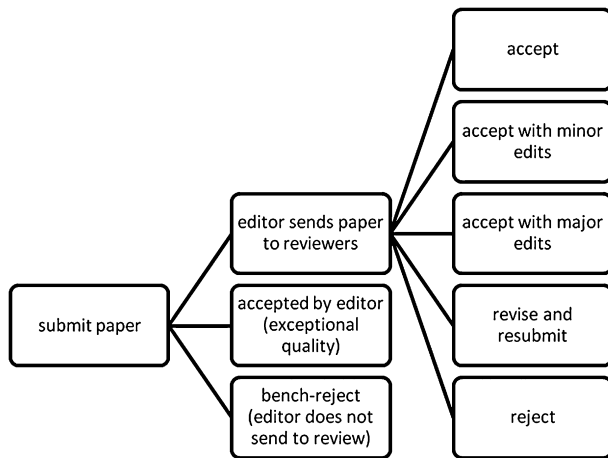 submit paper
editor sends paper
to reviewers
accepted by editor
(exceptional
quality)
bench-reject
(editor does not
send to review)
accept
accept with minor
edits
accept with major
edits
revise and
resubmit
reject